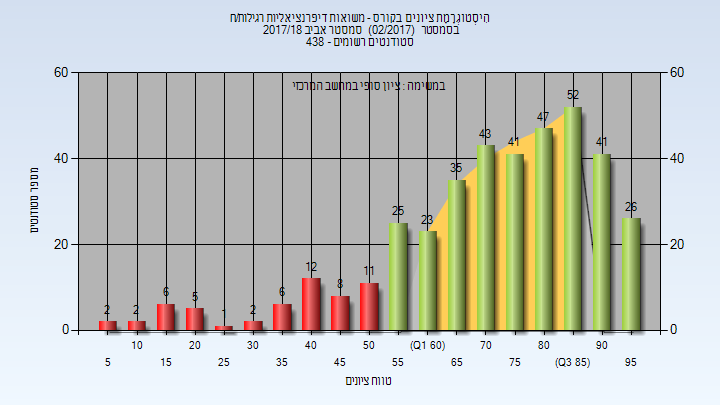 היסטוגרמת ציונים בקורס - משואות דיפרנציאליות רגילות/ח
בסמסטר (02/2017) סמסטר אביב 2017/18
סטודנטים רשומים - 438
במשימה : ציון סופי במחשב המרכזי
60 60
40 40
20 20
0 0
2 2 6 5 1 2 6 12 8 11 25 23 35 43 41 47 52 41 26
מספר סטודנטים
10 20 30 40 50 (Q1 60) 70 80 90
5 15 25 35 45 55 65 75 (Q3 85) 95
טווח ציונים